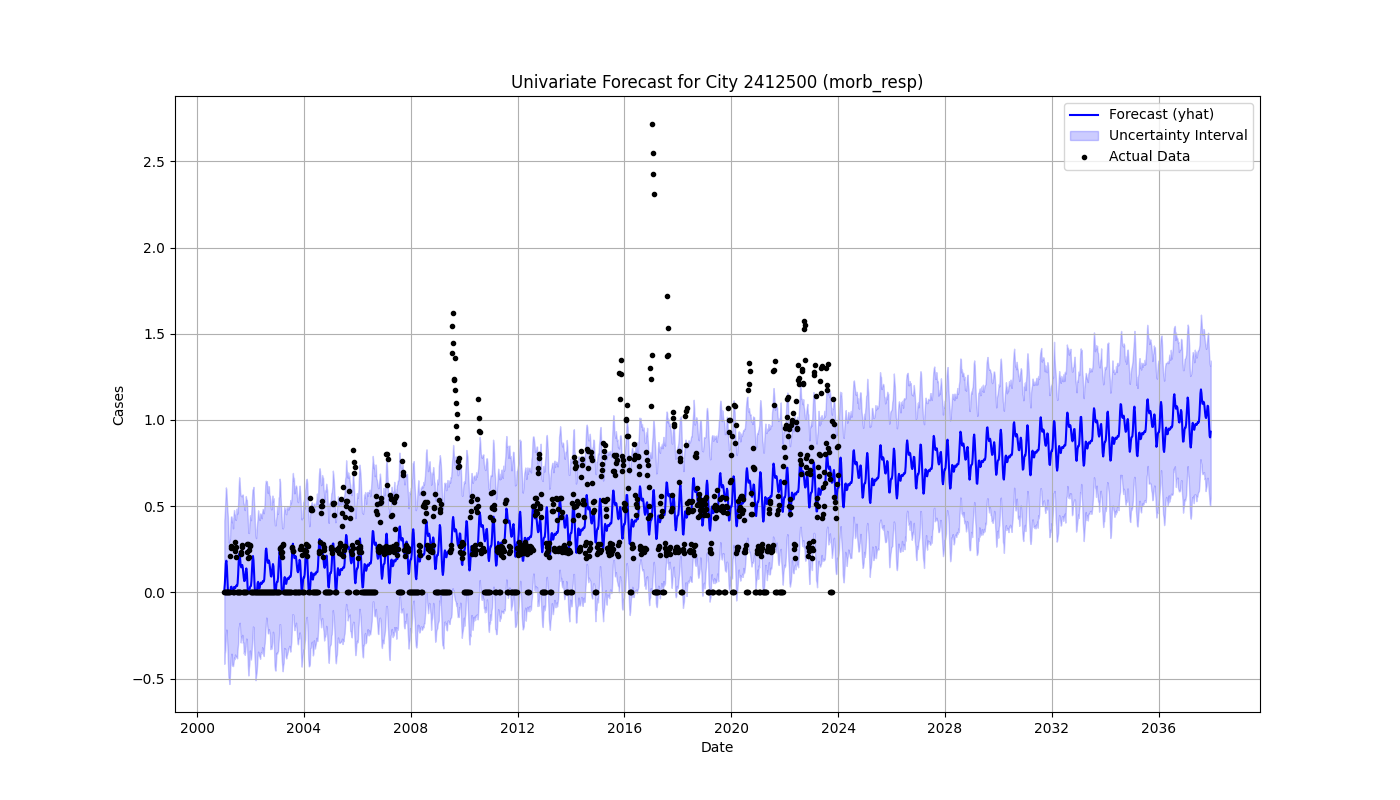 Univariate Forecast for City 2412500 (morb_resp)
Forecast (yhat)
Uncertainty Interval
Actual Data
Cases
2.5
2.0
1.5
1.0
0.5
0.0
−0.5
2000 2004 2008 2012 2016 2020 2024 2028 2032 2036
Date